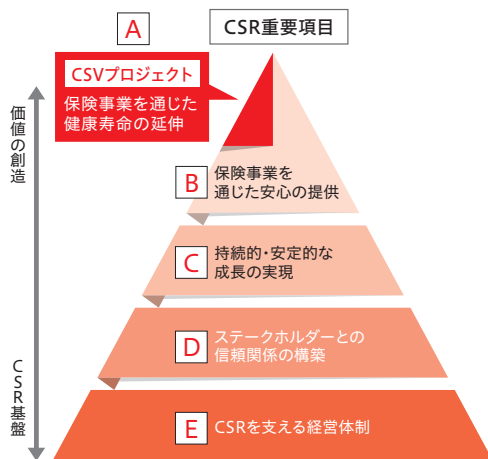 A
CSR重要項目
CSVプロジェクト
保険事業を通じた
健康寿命の延伸
価値の創造
B
保険事業を
通じた安心の提供
C
持続的・安定的な
成長の実現
D
ステークホルダーとの
信頼関係の構築
CSR基盤
E
CSRを支える経営体制